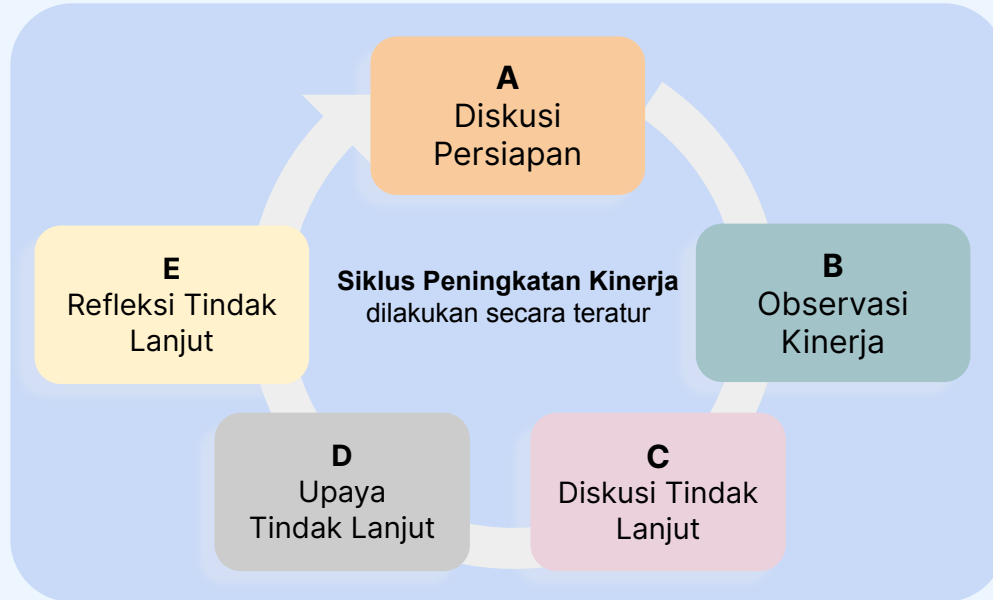 A
Diskusi
Persiapan
B
Observasi
Kinerja
C
Diskusi Tindak
Lanjut
D
Upaya
Tindak Lanjut
E
Refleksi Tindak
Lanjut
Siklus Peningkatan Kinerja
dilakukan secara teratur